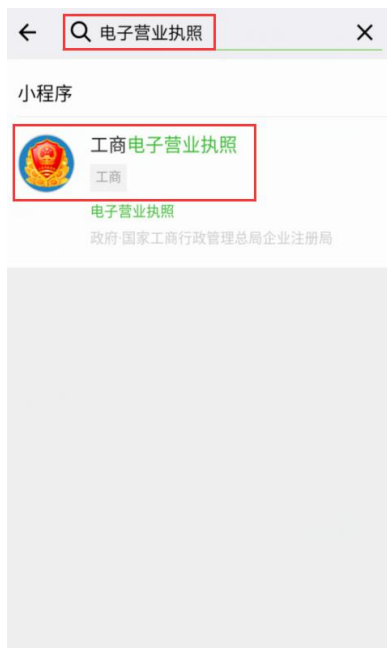 电子营业执照
小程序
工商电子营业执照
工商
电子营业执照
政府·国家工商行政管理总局企业注册局